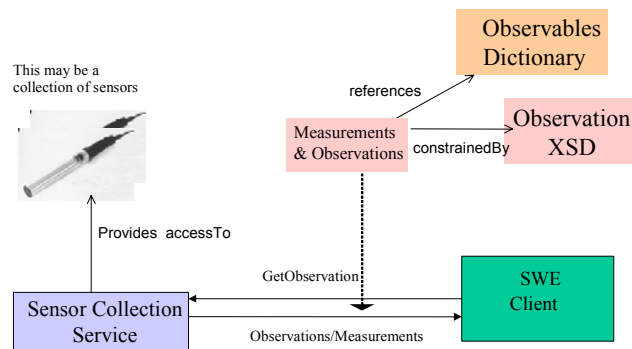 Observables
Dictionary
This may be a
collection of sensors
references
Measurements
& Observations
constrainedBy
Observation
XSD
Provides accessTo
GetObservation
SWE
Client
Sensor Collection
Service
Observations/Measurements